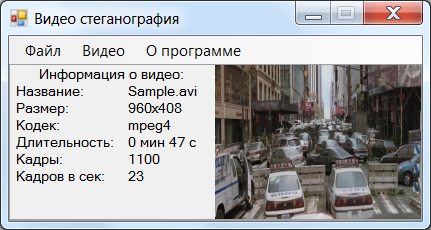 Видео стеганография
Файл Видео О программе
Информация о видео:
Название: Sample.avi
Размер: 960x408
Кодек: mpeg4
Длительность: 0 мин 47 с
Кадры: 1100
Кадров в сек: 23